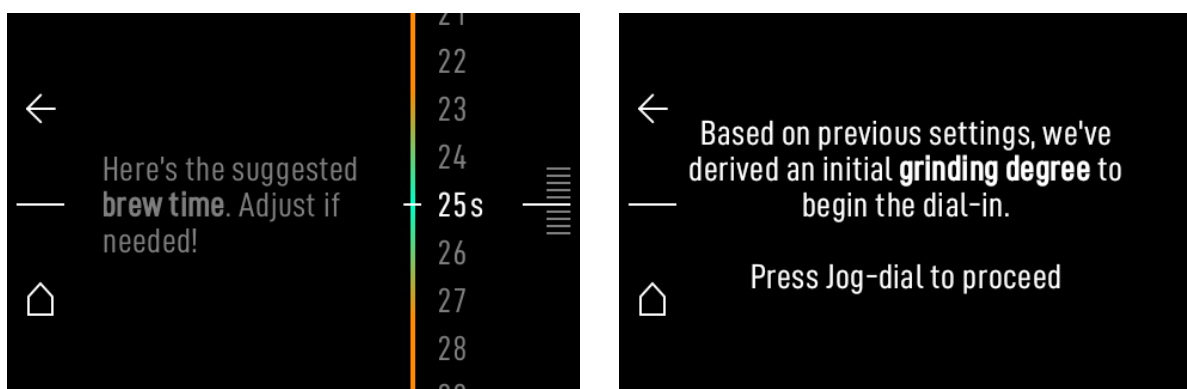 Here's the suggested
brew time. Adjust if
needed!
21
22
23
24
25s
26
27
28
Based on previous settings, we've
derived an initial grinding degree to
begin the dial-in.
Press Jog-dial to proceed